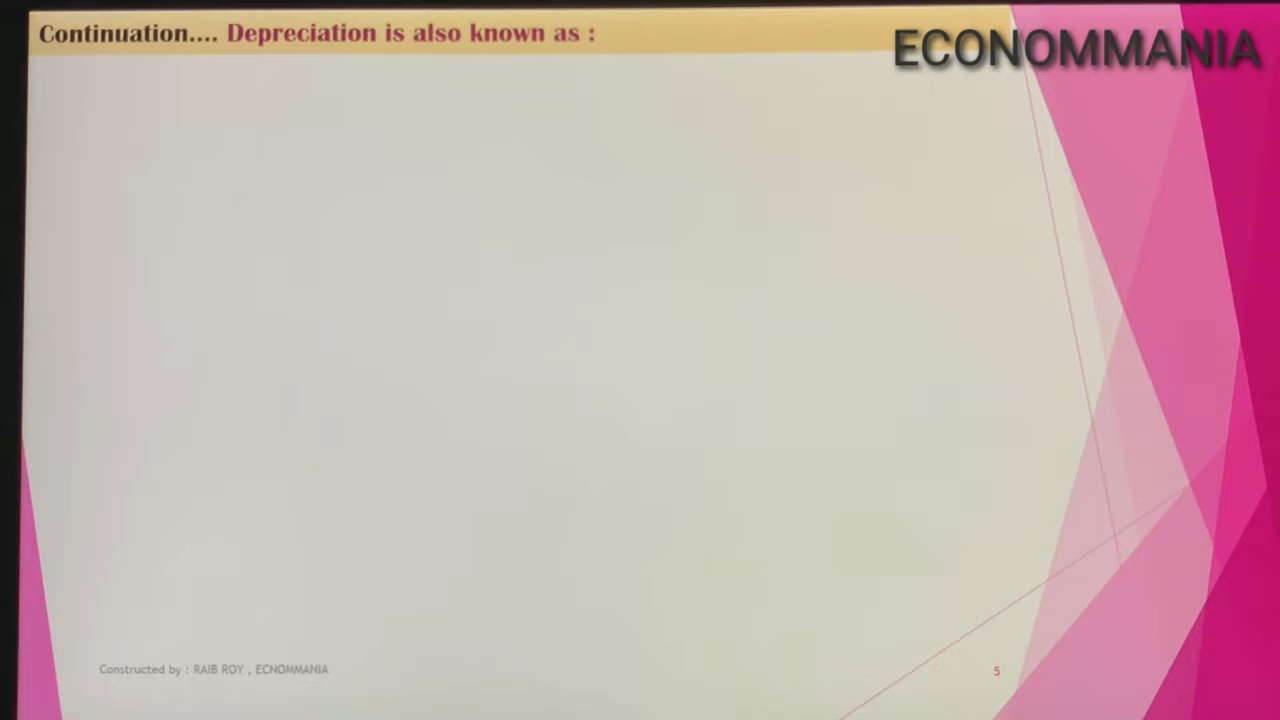 Continuation.... Depreciation is also known as :
ECONOMMANIA
Constructed by : RAIB ROY , ECNOMMANIA
5